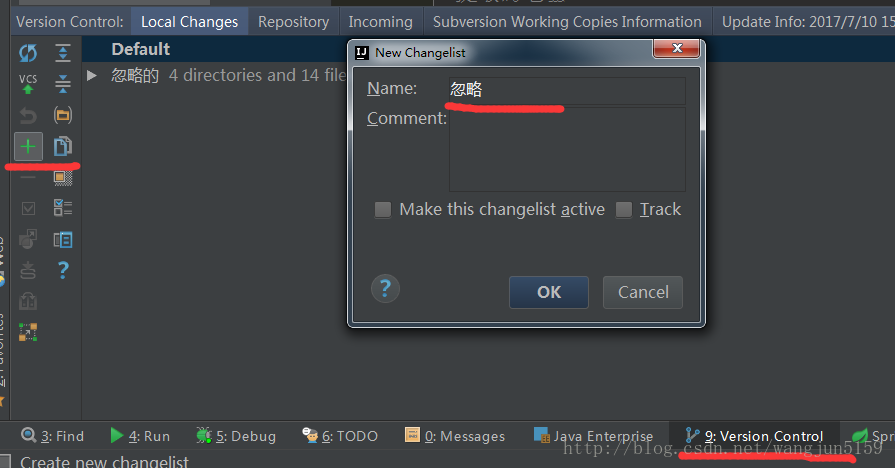 Version Control: Local Changes Repository Incoming Subversion Working Copies Information Update Info: 2017/7/10 15
Default
忽略的 4 directories and 14 file
VCS
New Changelist
Name: 忽略
Comment:
Make this changelist active Track
OK Cancel
Web
2: Favorites
3: Find 4: Run 5: Debug 6: TODO 0: Messages Java Enterprise 9: Version Control Spr
http://blog.csdn.net/wangjun5159
Create new changelist